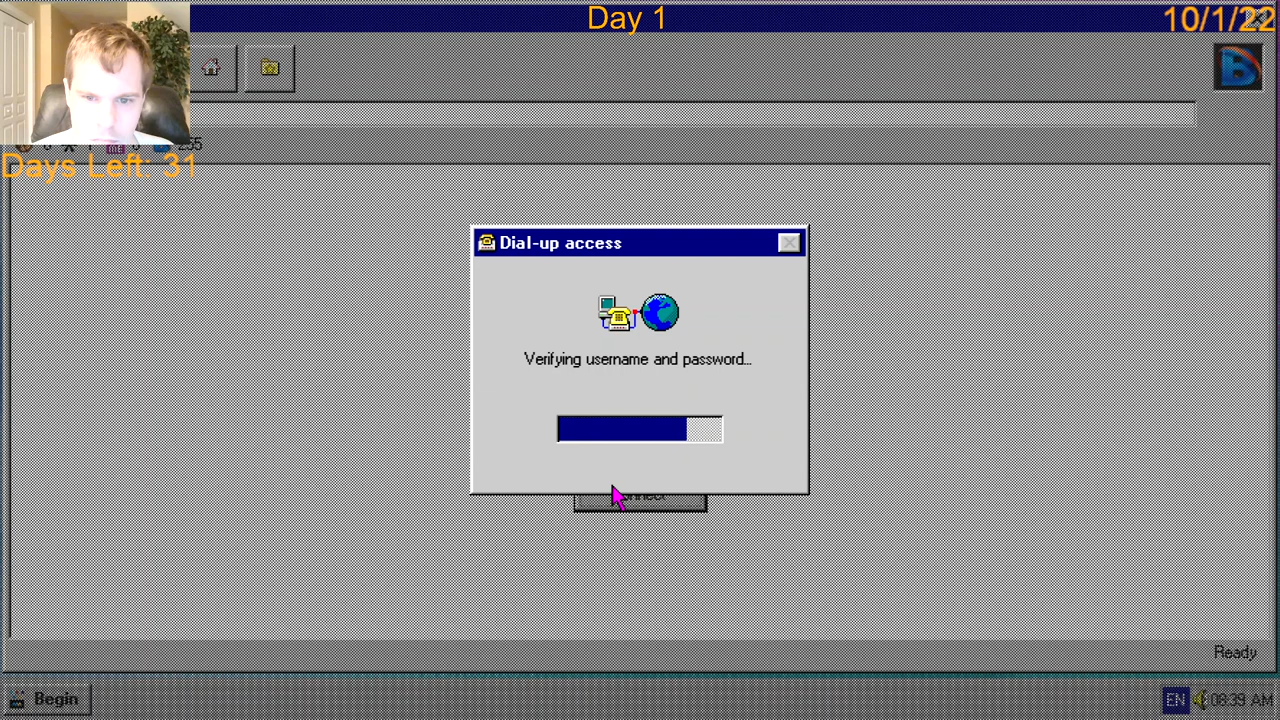 Day 1
10/1/22
Days Left: 31
255
Dial-up access
Verifying username and password...
Ready
Begin
EN
08:39 AM